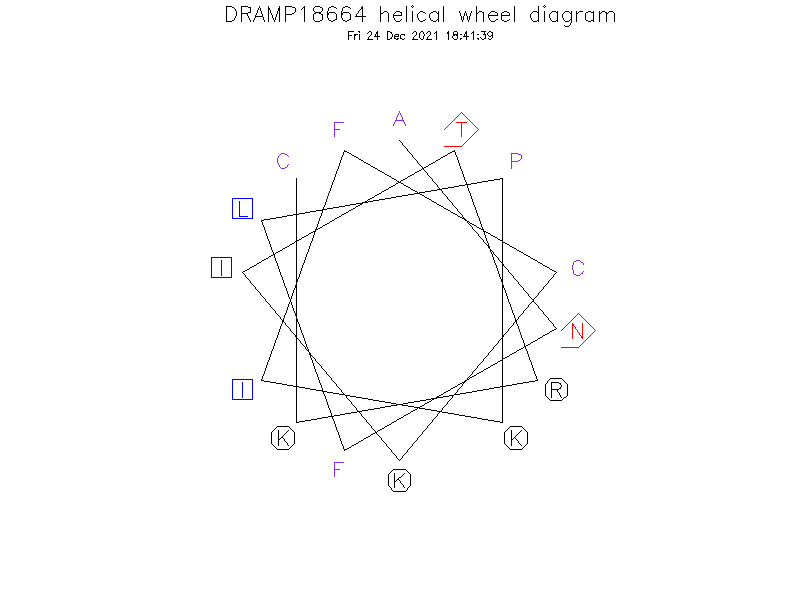 DRAMP18664 helical wheel diagram
Fri 24 Dec 2021 18:41:39
A
F
T
C
P
L
I
C
N
I
R
K
K
F
K